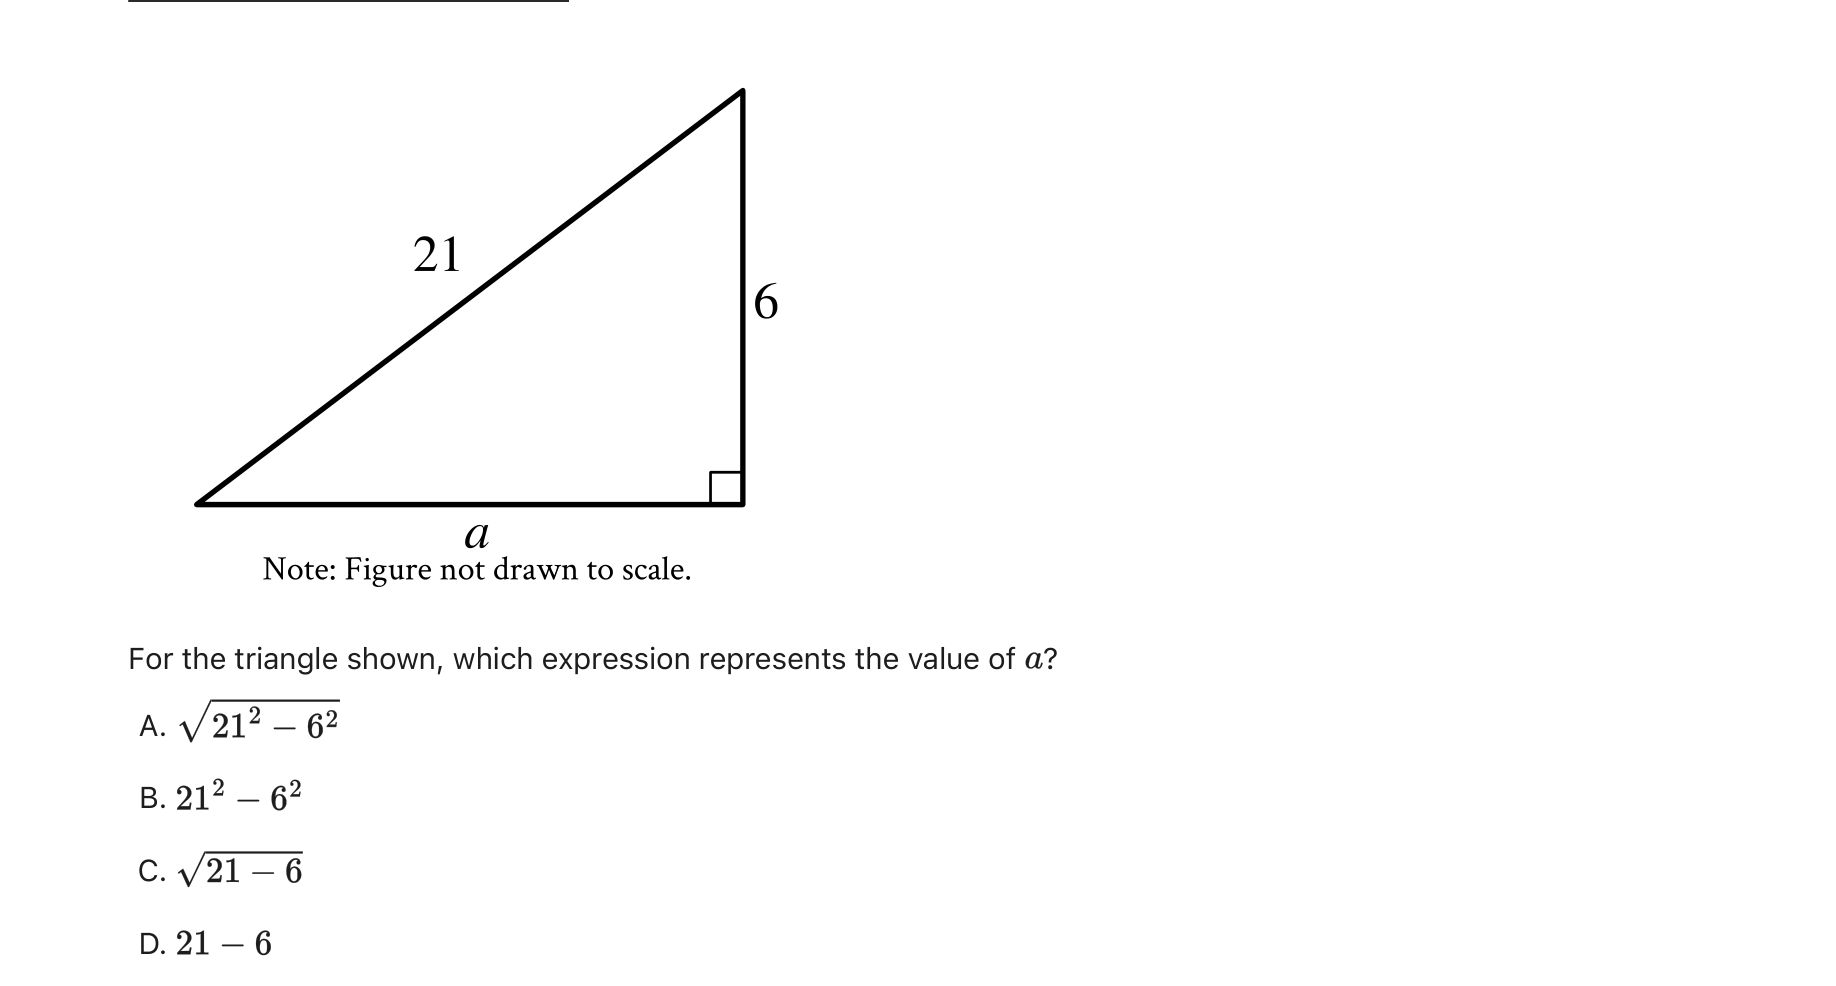 21
6
a
Note: Figure not drawn to scale.
For the triangle shown, which expression represents the value of a?
A. √(21² − 6²)
B. 21² − 6²
C. √(21 − 6)
D. 21 − 6